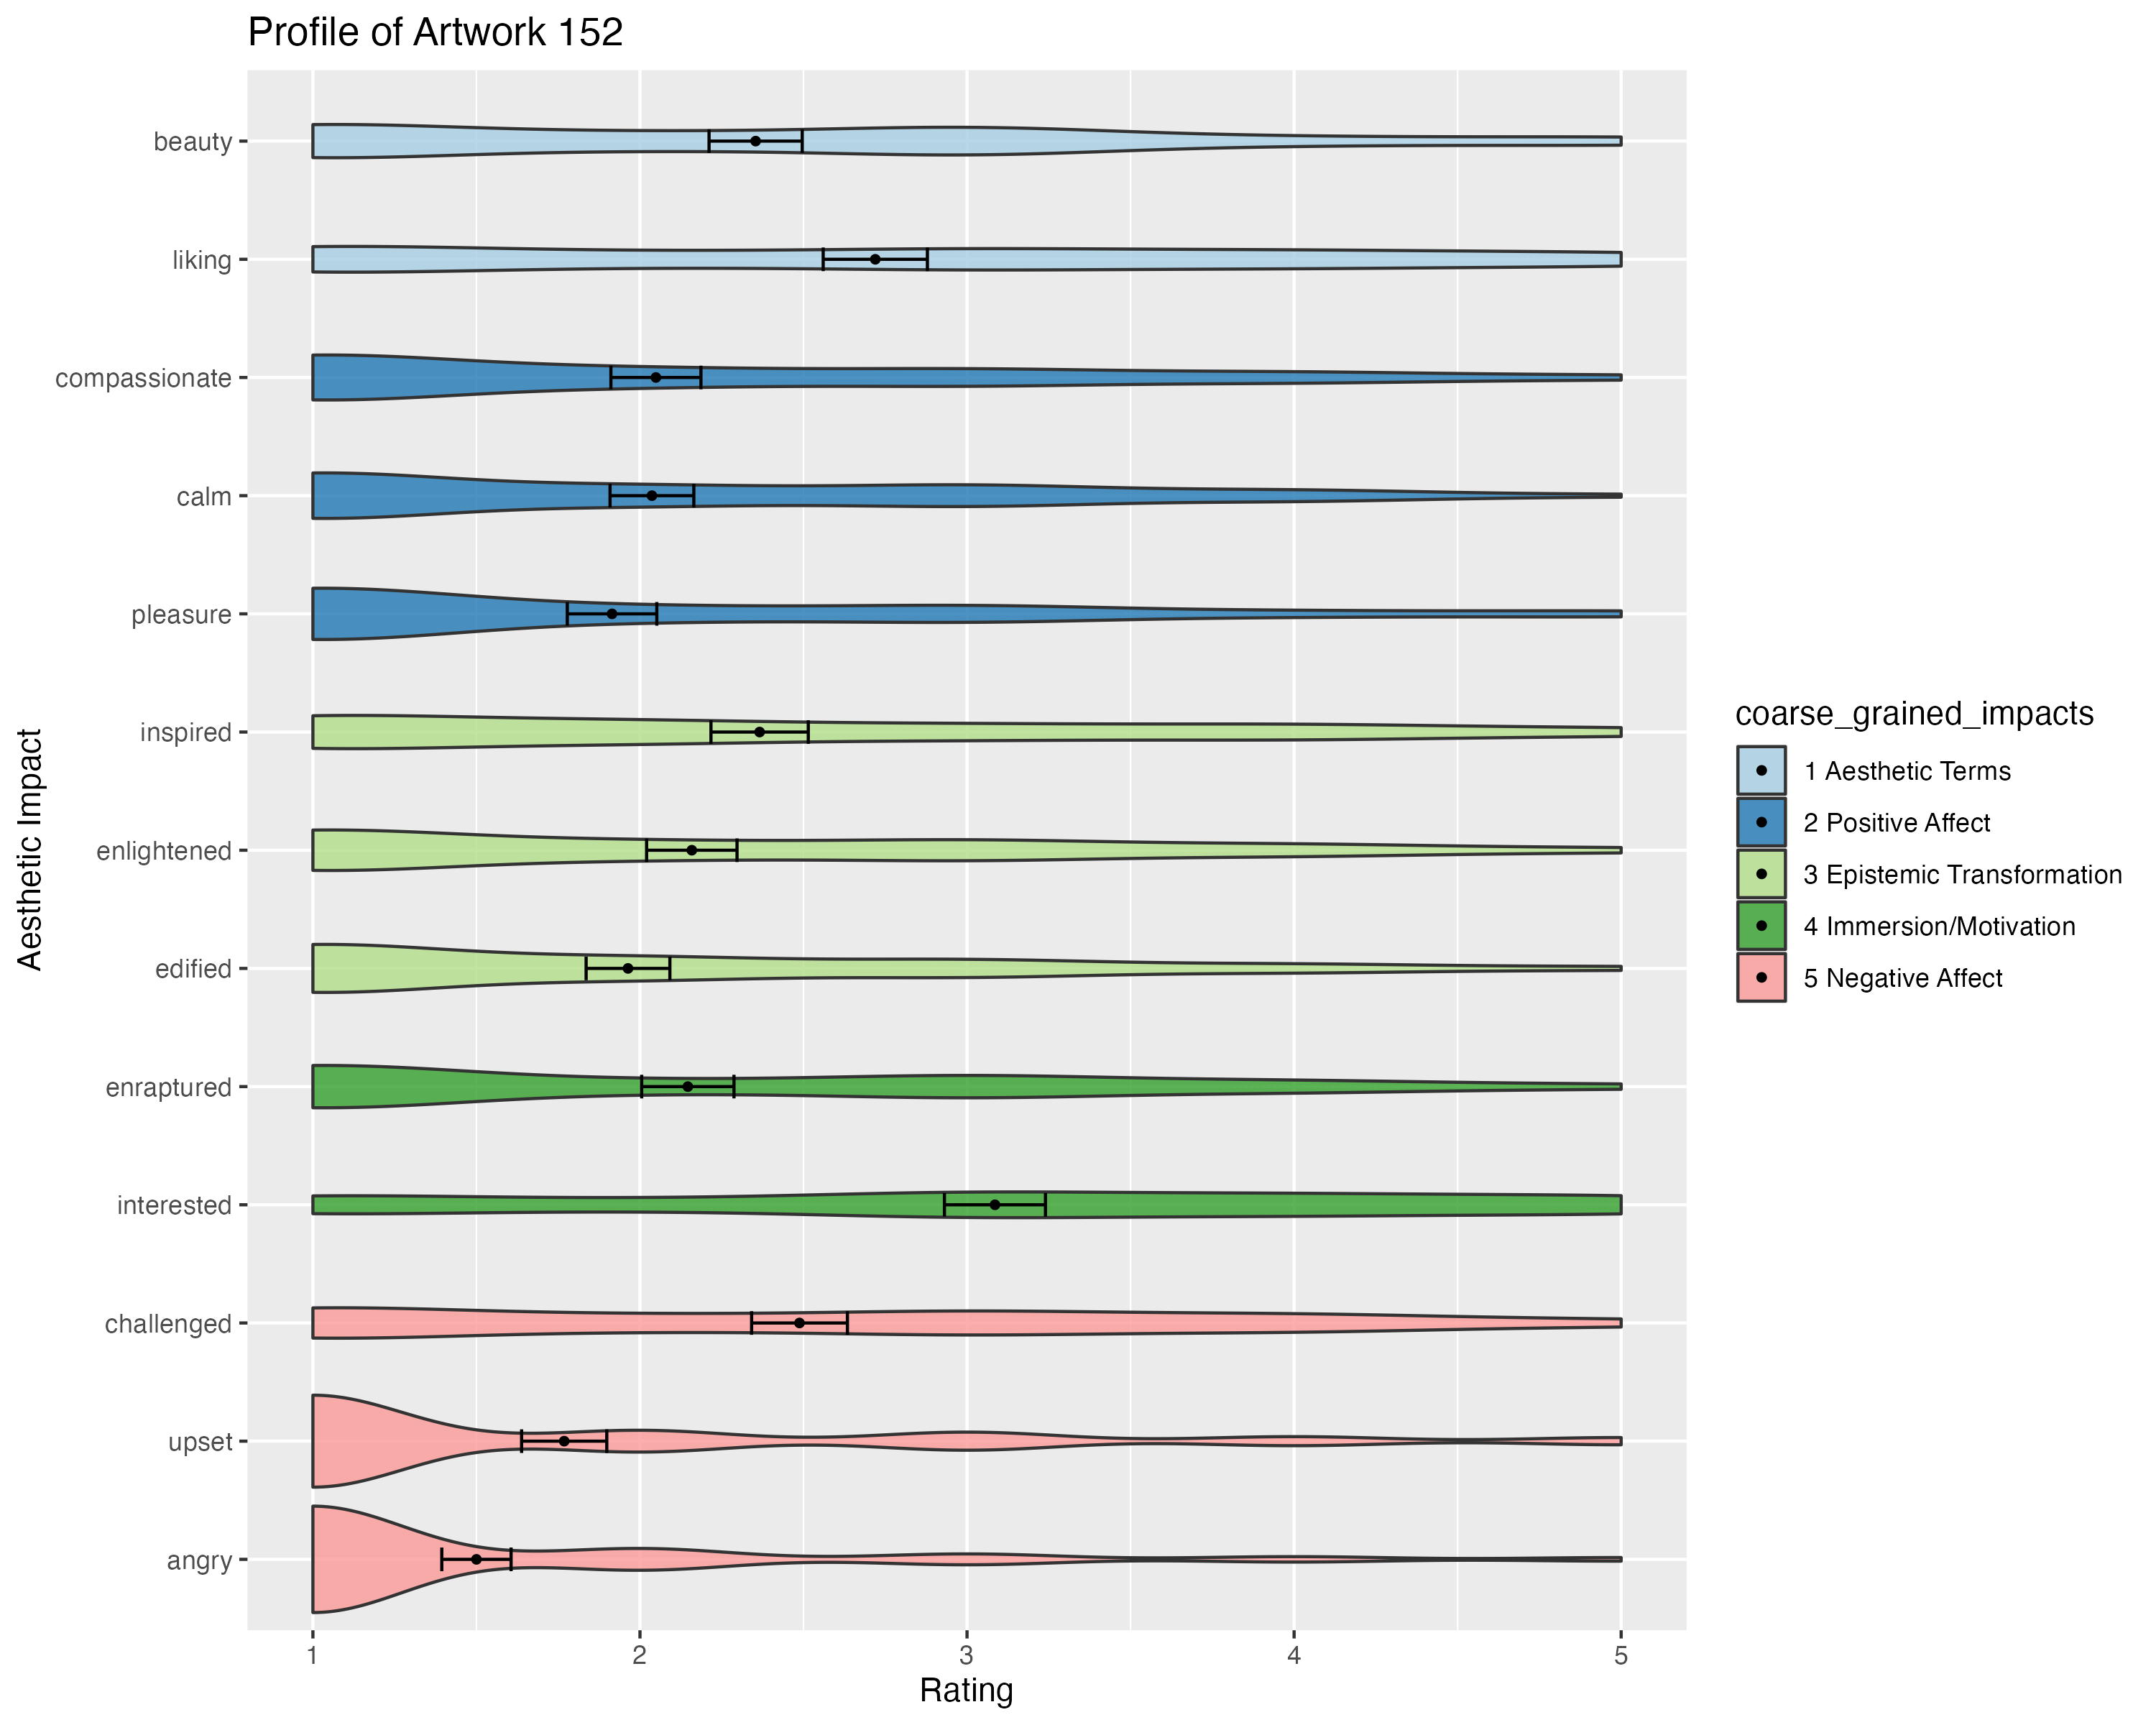 Profile of Artwork 152
Aesthetic Impact
beauty
liking
compassionate
calm
pleasure
inspired
enlightened
edified
enraptured
interested
challenged
upset
angry
1 2 3 4 5
Rating
coarse_grained_impacts
1 Aesthetic Terms
2 Positive Affect
3 Epistemic Transformation
4 Immersion/Motivation
5 Negative Affect